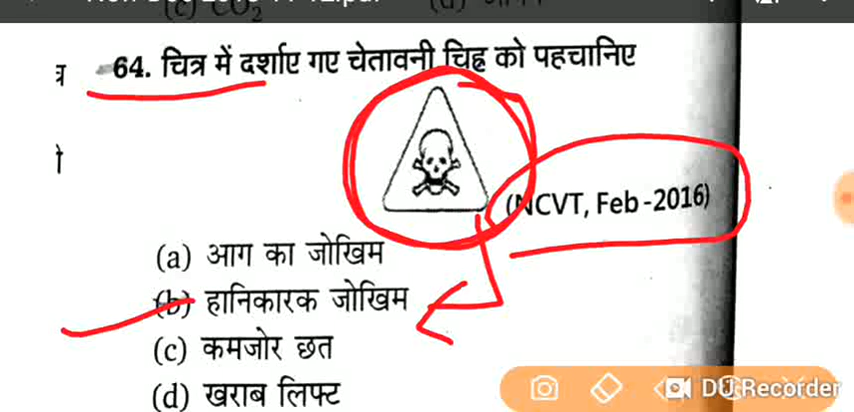 64. चित्र में दर्शाए गए चेतावनी चिह्न को पहचानिए
(NCVT, Feb-2016)
(a) आग का जोखिम
(b) हानिकारक जोखिम
(c) कमजोर छत
(d) खराब लिफ्ट
DU Recorder